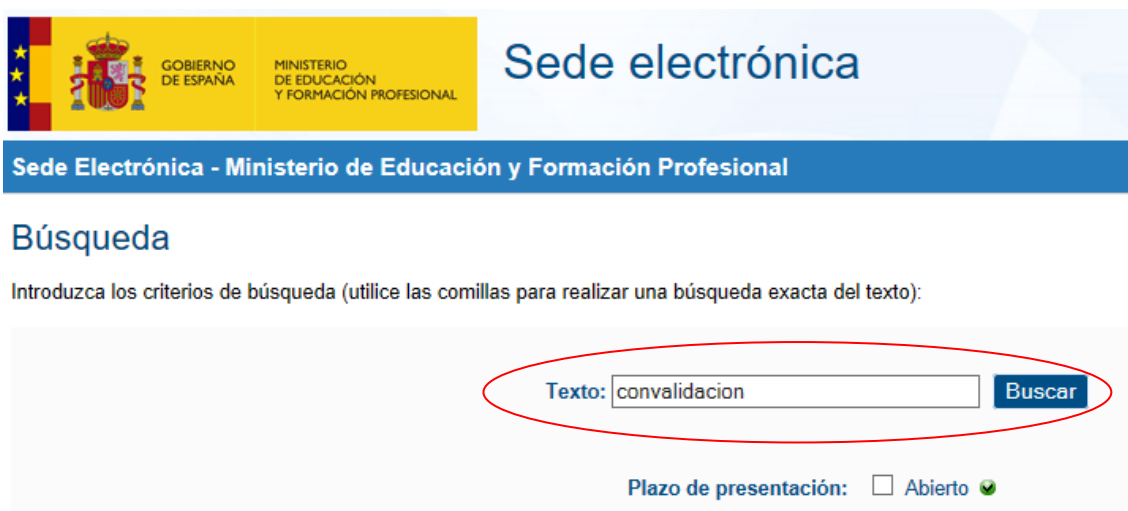 GOBIERNO
DE ESPAÑA
MINISTERIO
DE EDUCACIÓN
Y FORMACIÓN PROFESIONAL
Sede electrónica
Sede Electrónica - Ministerio de Educación y Formación Profesional
Búsqueda
Introduzca los criterios de búsqueda (utilice las comillas para realizar una búsqueda exacta del texto):
Texto: convalidacion Buscar
Plazo de presentación: Abierto